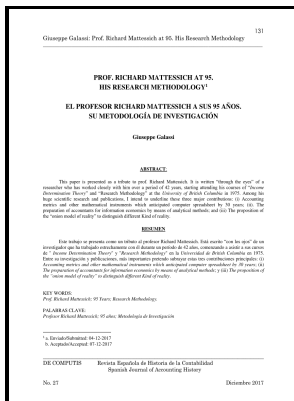 131
Giuseppe Galassi: Prof. Richard Mattessich at 95. His Research Methodology
PROF. RICHARD MATTESSICH AT 95.
HIS RESEARCH METHODOLOGY1
EL PROFESOR RICHARD MATTESSICH A SUS 95 AÑOS.
SU METODOLOGÍA DE INVESTIGACIÓN
Giuseppe Galassi
ABSTRACT:
This paper is presented as a tribute to prof Richard Mattessich. It is written "through the eyes" of a
researcher who has worked closely with him over a period of 42 years, starting attending his courses of "Income
Determination Theory" and "Research Methodology" at the University of British Columbia in 1975. Among his
huge scientific research and publications, I intend to underline these three major contributions: (i) Accounting
metrics and other mathematical instruments which anticipated computer spreadsheet by 30 years; (ii). The
preparation of accountants for information economics by means of analytical methods; and (iii) The proposition of
the "onion model of reality" to distinguish different Kind of reality.
RESUMEN
Este trabajo se presenta como un tributo al profesor Richard Mattessich. Está escrito "con los ojos" de un
investigador que ha trabajado estrechamente con él durante un período de 42 años, comenzando a asistir a sus cursos
de " Income Determination Theory" y "Research Methodology" en la Universidad de British Columbia en 1975.
Entre su investigación y publicaciones, más importantes pretendo subrayar estas tres contribuciones principales: (i)
Accounting metrics and other mathematical instruments which anticipated computer spreadsheet by 30 years; (ii)
The preparation of accountants for information economics by means of analytical methods; y (iii) The proposition of
the "onion model of reality" to distinguish different Kind of reality.
KEY WORDS:
Prof. Richard Mattessich; 95 Years; Research Methodology.
PALABRAS CLAVE:
Profesor Richard Mattessich; 95 años; Metodología de Investigación
1 a. Enviado/Submitted: 04-12-2017
b. Aceptado/Accepted: 07-12-2017
DE COMPUTIS Revista Española de Historia de la Contabilidad
Spanish Journal of Accounting History
No. 27 Diciembre 2017